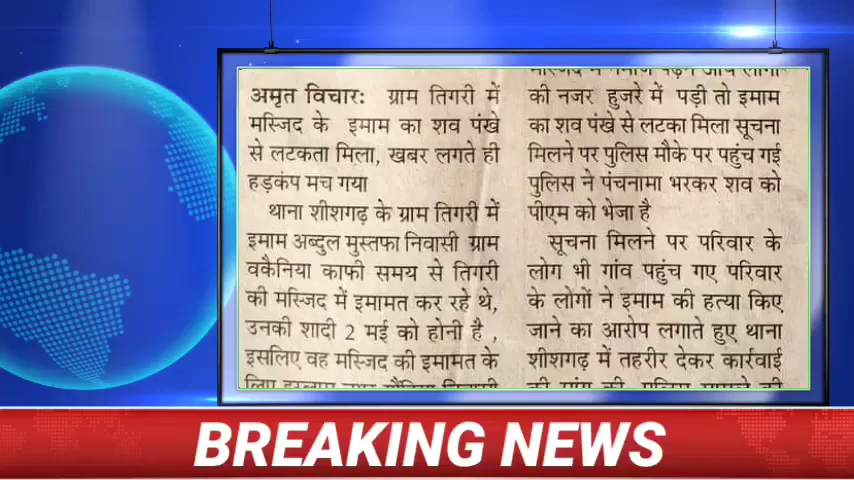 अमृत विचारः ग्राम तिगरी में
मस्जिद के इमाम का शव पंखे
से लटकता मिला, खबर लगते ही
हड़कंप मच गया
थाना शीशगढ़ के ग्राम तिगरी में
इमाम अब्दुल मुस्तफा निवासी ग्राम
वकैनिया काफी समय से तिगरी
की मस्जिद में इमामत कर रहे थे,
उनकी शादी 2 मई को होनी है ,
इसलिए वह मस्जिद की इमामत के
लिए
की नजर हुजरे में पड़ी तो इमाम
का शव पंखे से लटका मिला सूचना
मिलने पर पुलिस मौके पर पहुंच गई
पुलिस ने पंचनामा भरकर शव को
पीएम को भेजा है
सूचना मिलने पर परिवार के
लोग भी गांव पहुंच गए परिवार
के लोगों ने इमाम की हत्या किए
जाने का आरोप लगाते हुए थाना
शीशगढ़ में तहरीर देकर कार्रवाई
BREAKING NEWS